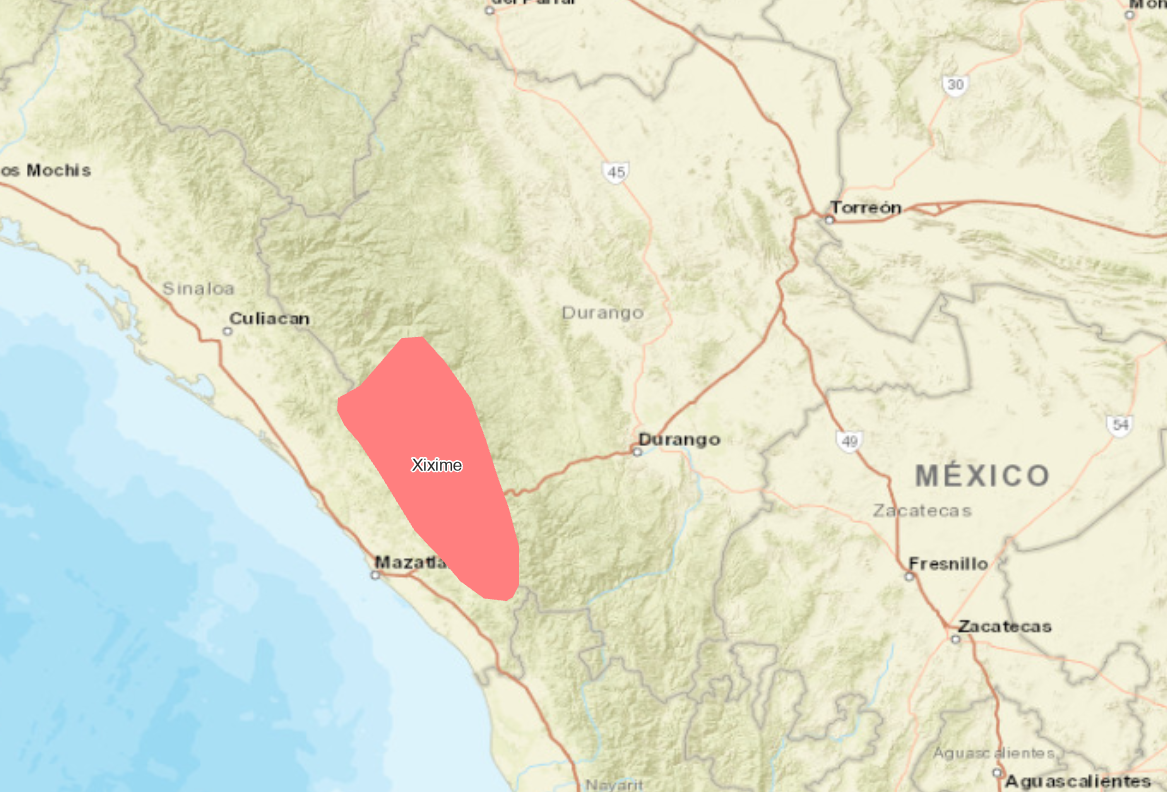 del Parral
30
45
os Mochis
Torreón
Sinaloa
Culiacan
Durango
54
Durango
49
Xixime
MÉXICO
Zacatecas
Mazatla
Fresnillo
Zacatecas
Aguascalientes
Aguascalientes
Nayarit